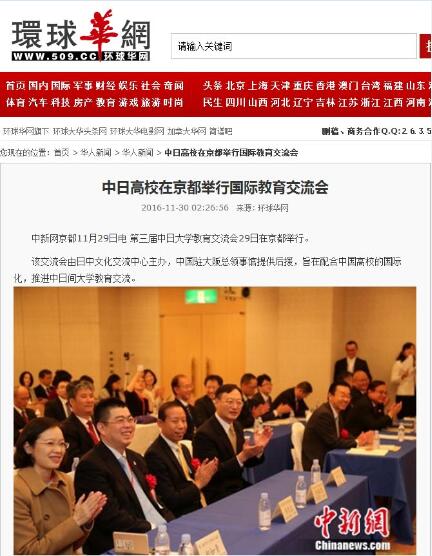 環球華網
WWW.509.CC 环球华网
请输入关键词
首页 国内 国际 军事 财经 娱乐 社会 奇闻
体育 汽车 科技 房产 教育 游戏 旅游 时尚
头条 北京 上海 天津 重庆 香港 澳门 台湾 福建 山东
民生 四川 山西 河北 辽宁 吉林 江苏 浙江 江西 河南
环球华网旗下 环球大华头条网 环球大华电影网 加拿大华网 简谱吧
删稿、商务合作Q.Q:2.6.3.5
您现在的位置：首页 > 华人新闻 > 华人新闻 > 中日高校在京都举行国际教育交流会
中日高校在京都举行国际教育交流会
2016-11-30 02:26:56 来源：环球华网
中新网京都11月29日电 第三届中日大学教育交流会29日在京都举行。
该交流会由日中文化交流中心主办，中国驻大阪总领事馆提供后援，旨在配合中国高校的国际
化，推进中日间大学教育交流。
中新网
Chinanews.com